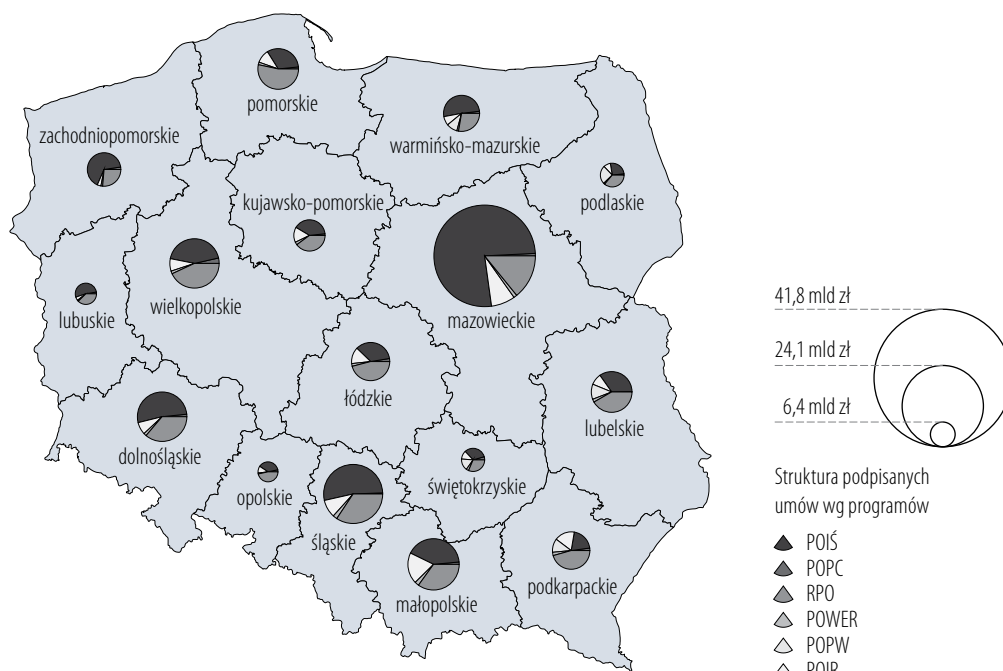 pomorskie
zachodniopomorskie
warmińsko-mazurskie
kujawsko-pomorskie
podlaskie
lubuskie
wielkopolskie
mazowieckie
łódzkie
dolnośląskie
lubelskie
opolskie
świętokrzyskie
śląskie
małopolskie
podkarpackie
41,8 mld zł
24,1 mld zł
6,4 mld zł
Struktura podpisanych
umów wg programów
POIŚ
POPC
RPO
POWER
POPW
POIR